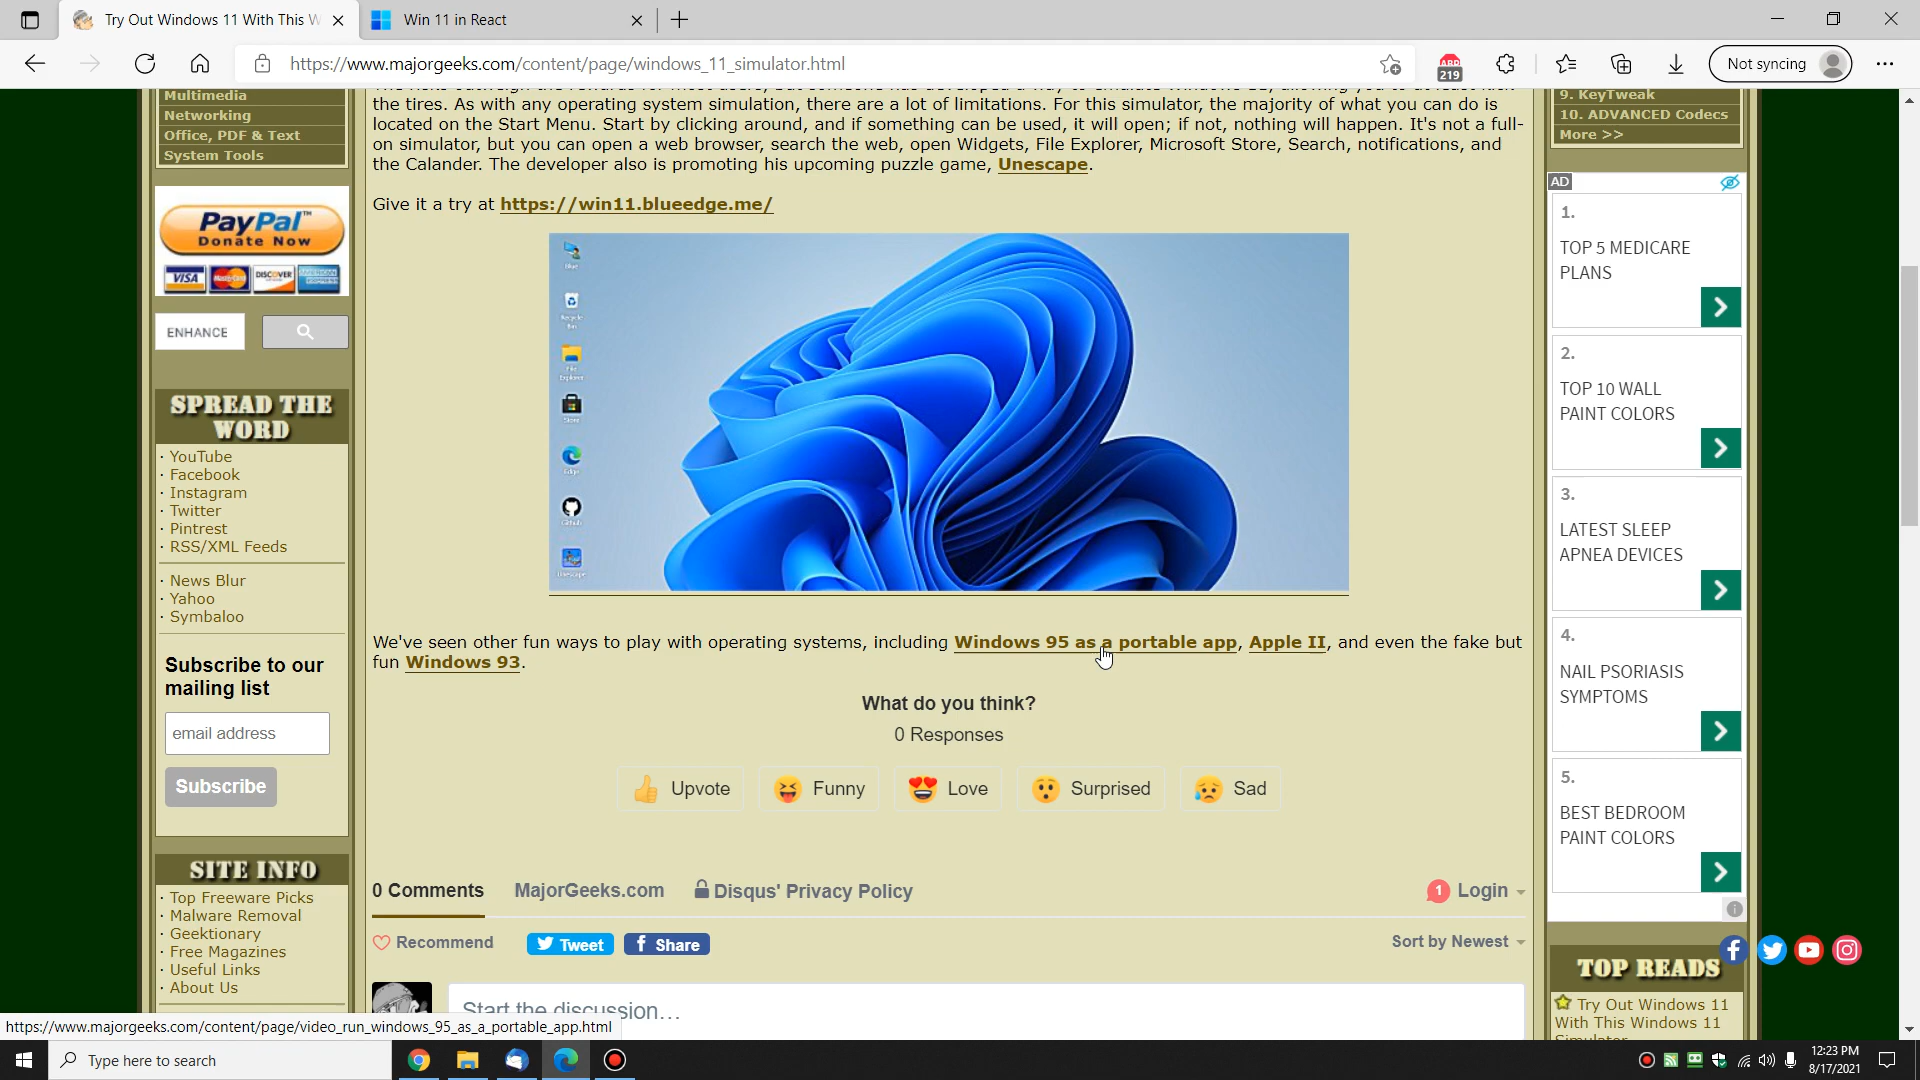 Try Out Windows 11 With This W
Win 11 in React
https://www.majorgeeks.com/content/page/windows_11_simulator.html
219
Not syncing
Multimedia
Networking
Office, PDF & Text
System Tools
PayPal™
Donate Now
VISA
MasterCard
DISCOVER
ENHANCE
SPREAD THE
WORD
· YouTube
· Facebook
· Instagram
· Twitter
· Pintrest
· RSS/XML Feeds
· News Blur
· Yahoo
· Symbaloo
Subscribe to our
mailing list
email address
Subscribe
SITE INFO
· Top Freeware Picks
· Malware Removal
· Geektionary
· Free Magazines
· Useful Links
· About Us
the tires. As with any operating system simulation, there are a lot of limitations. For this simulator, the majority of what you can do is
located on the Start Menu. Start by clicking around, and if something can be used, it will open; if not, nothing will happen. It's not a full-
on simulator, but you can open a web browser, search the web, open Widgets, File Explorer, Microsoft Store, Search, notifications, and
the Calander. The developer also is promoting his upcoming puzzle game, Unescape.
Give it a try at https://win11.blueedge.me/
Blue
Recycle
Bin
File
Explorer
Store
Edge
Github
Unescape
We've seen other fun ways to play with operating systems, including Windows 95 as a portable app, Apple II, and even the fake but
fun Windows 93.
What do you think?
0 Responses
Upvote
Funny
Love
Surprised
Sad
0 Comments
MajorGeeks.com
Disqus' Privacy Policy
1
Login
Recommend
Tweet
Share
Sort by Newest
Start the discussion…
9. KeyTweak
10. ADVANCED Codecs
More >>
AD
1.
TOP 5 MEDICARE
PLANS
2.
TOP 10 WALL
PAINT COLORS
3.
LATEST SLEEP
APNEA DEVICES
4.
NAIL PSORIASIS
SYMPTOMS
5.
BEST BEDROOM
PAINT COLORS
TOP READS
Try Out Windows 11
With This Windows 11
Simulator
https://www.majorgeeks.com/content/page/video_run_windows_95_as_a_portable_app.html
Type here to search
12:23 PM
8/17/2021